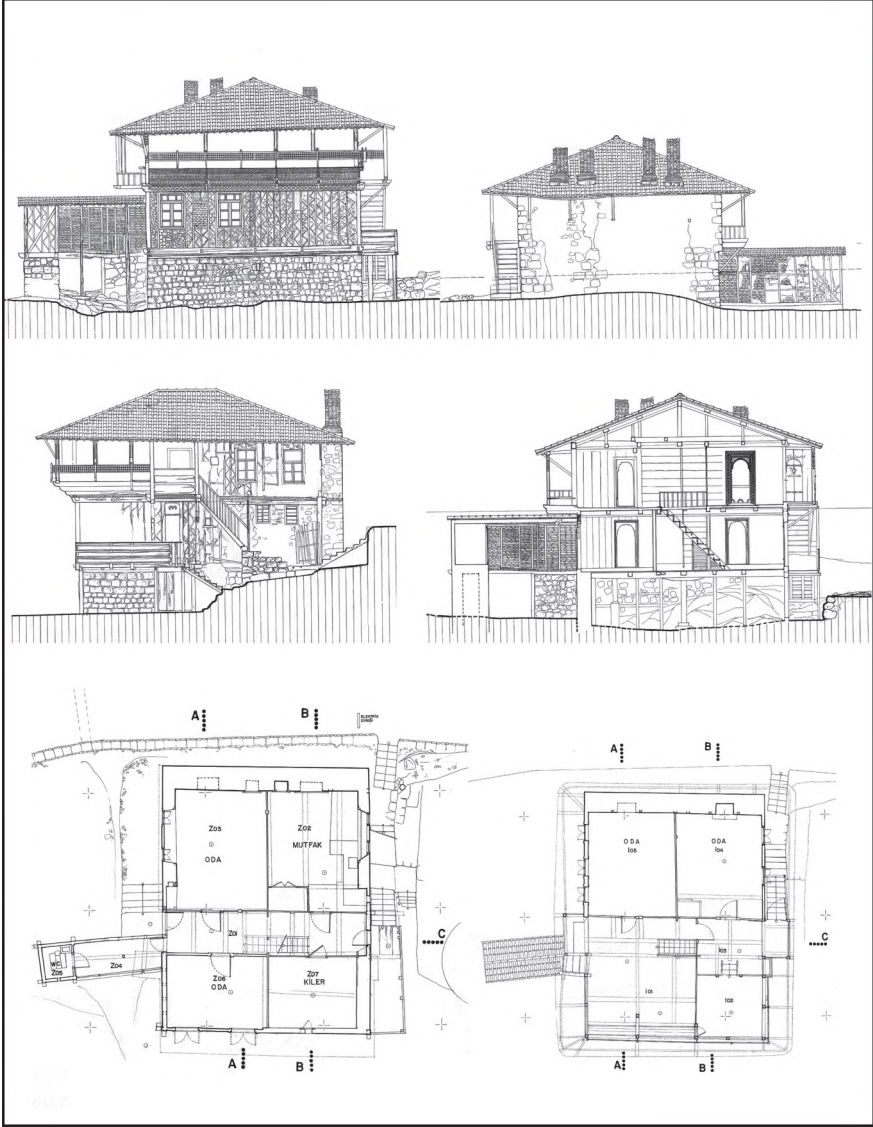 A
B
ELEKTRİK
DİREĞİ
Z03
ODA
Z02
MUTFAK
Z01
C
WC
Z05
Z04
Z06
ODA
Z07
KİLER
A
B
A
B
ODA
105
ODA
104
C
103
101
102
A
B